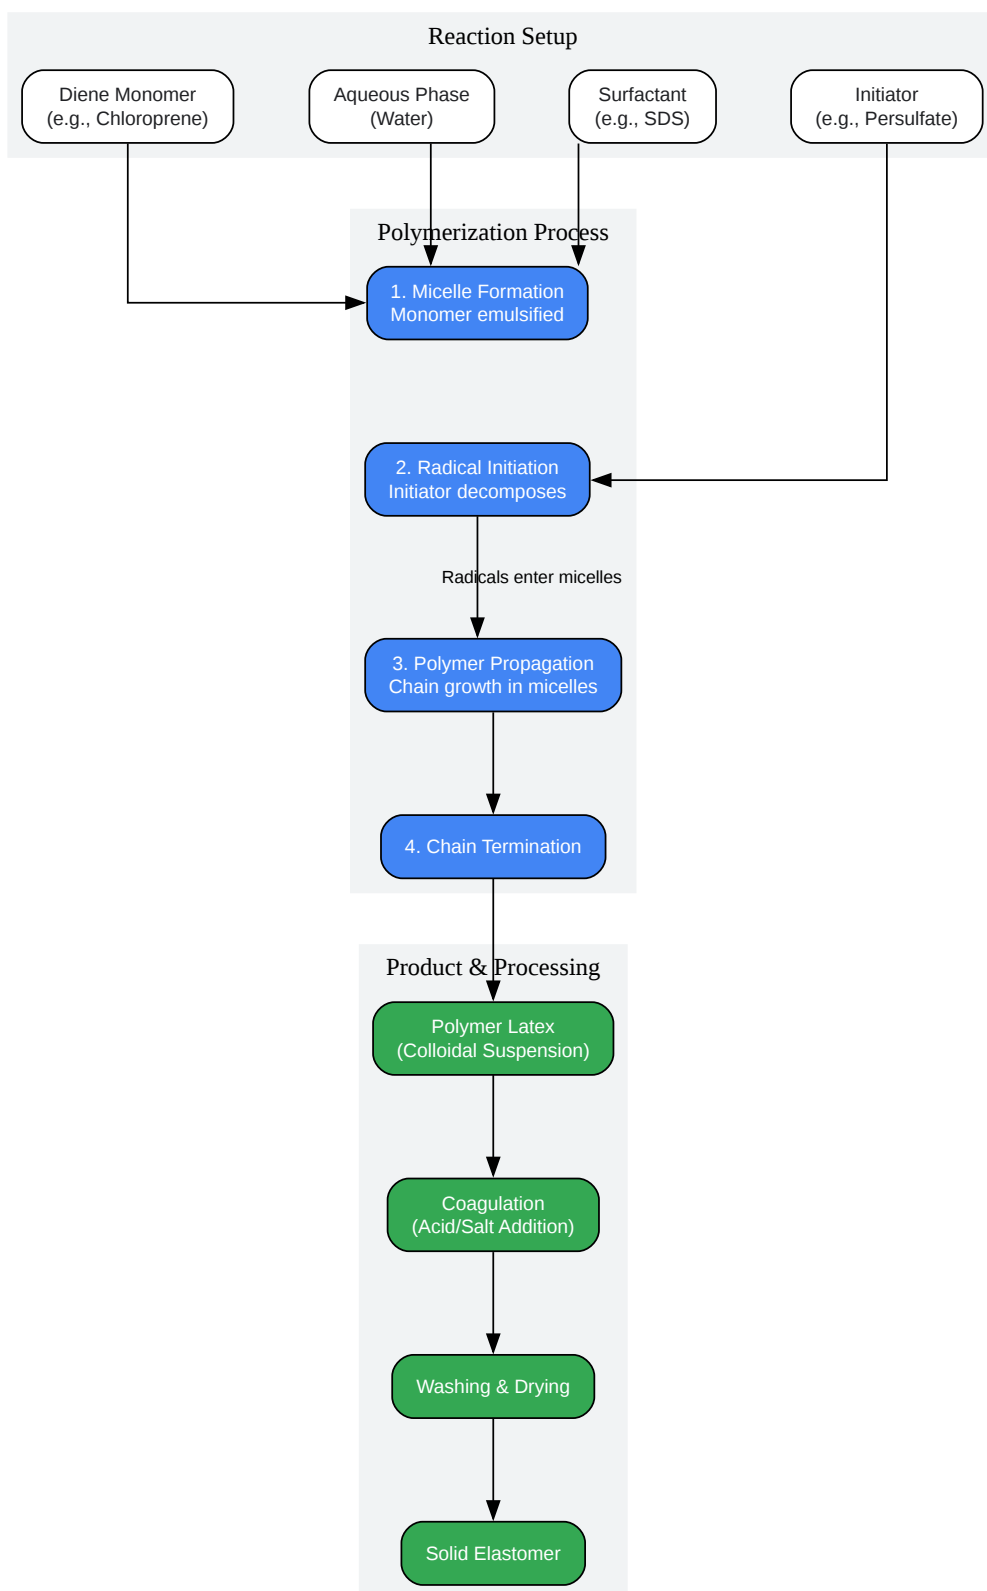 Reaction Setup
Diene Monomer
(e.g., Chloroprene)
Aqueous Phase
(Water)
Surfactant
(e.g., SDS)
Initiator
(e.g., Persulfate)
Polymerization Process
1. Micelle Formation
Monomer emulsified
2. Radical Initiation
Initiator decomposes
Radicals enter micelles
3. Polymer Propagation
Chain growth in micelles
4. Chain Termination
Product & Processing
Polymer Latex
(Colloidal Suspension)
Coagulation
(Acid/Salt Addition)
Washing & Drying
Solid Elastomer